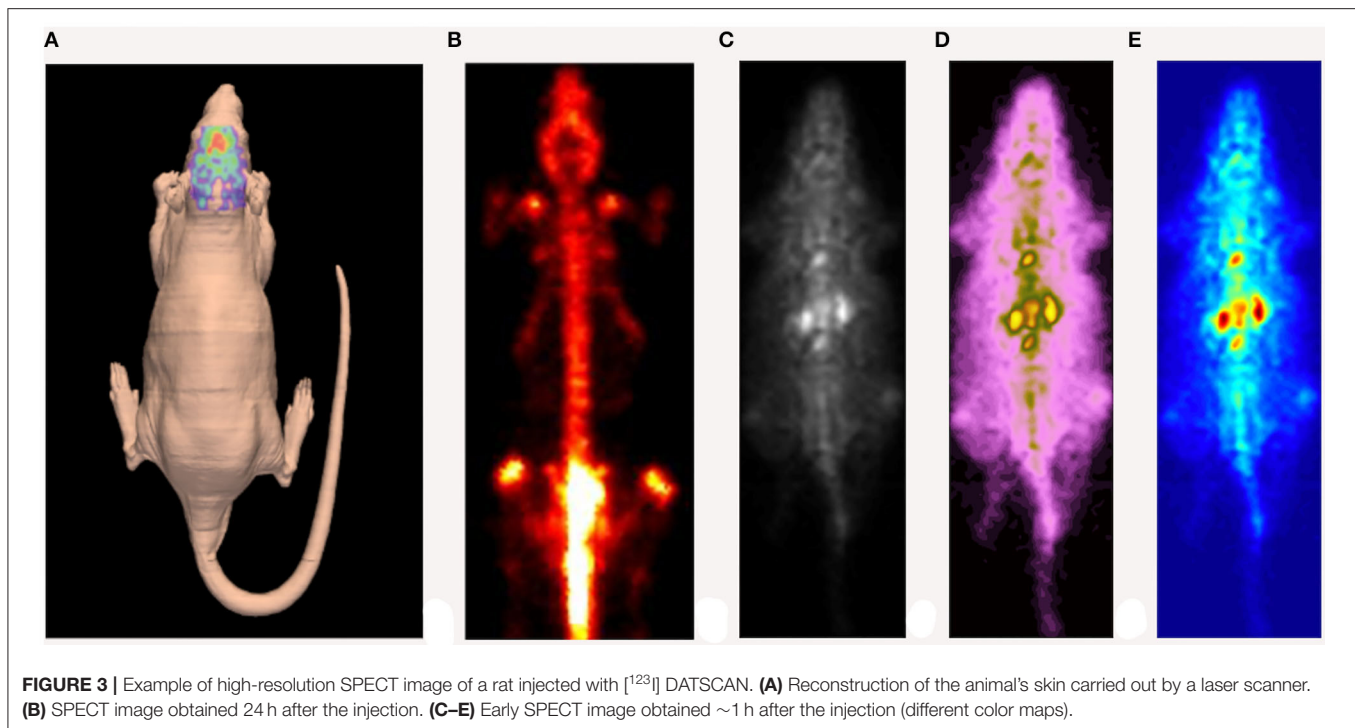 A B C D E
FIGURE 3 | Example of high-resolution SPECT image of a rat injected with [¹²³I] DATSCAN. (A) Reconstruction of the animal's skin carried out by a laser scanner.
(B) SPECT image obtained 24 h after the injection. (C–E) Early SPECT image obtained ∼1 h after the injection (different color maps).